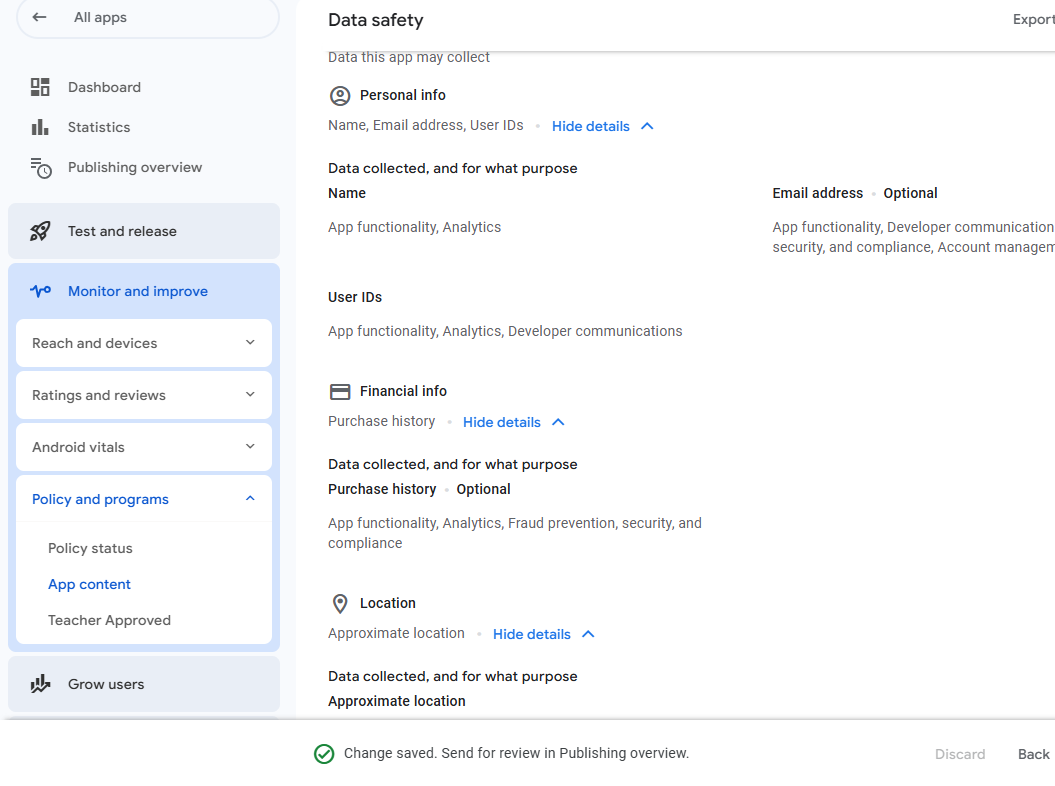 All apps
Dashboard
Statistics
Publishing overview
Test and release
Monitor and improve
Reach and devices
Ratings and reviews
Android vitals
Policy and programs
Policy status
App content
Teacher Approved
Grow users
Data safety
Export
Data this app may collect
Personal info
Name, Email address, User IDs • Hide details
Data collected, and for what purpose
Name
App functionality, Analytics
Email address • Optional
App functionality, Developer communication
security, and compliance, Account managem
User IDs
App functionality, Analytics, Developer communications
Financial info
Purchase history • Hide details
Data collected, and for what purpose
Purchase history • Optional
App functionality, Analytics, Fraud prevention, security, and
compliance
Location
Approximate location • Hide details
Data collected, and for what purpose
Approximate location
Change saved. Send for review in Publishing overview.
Discard
Back